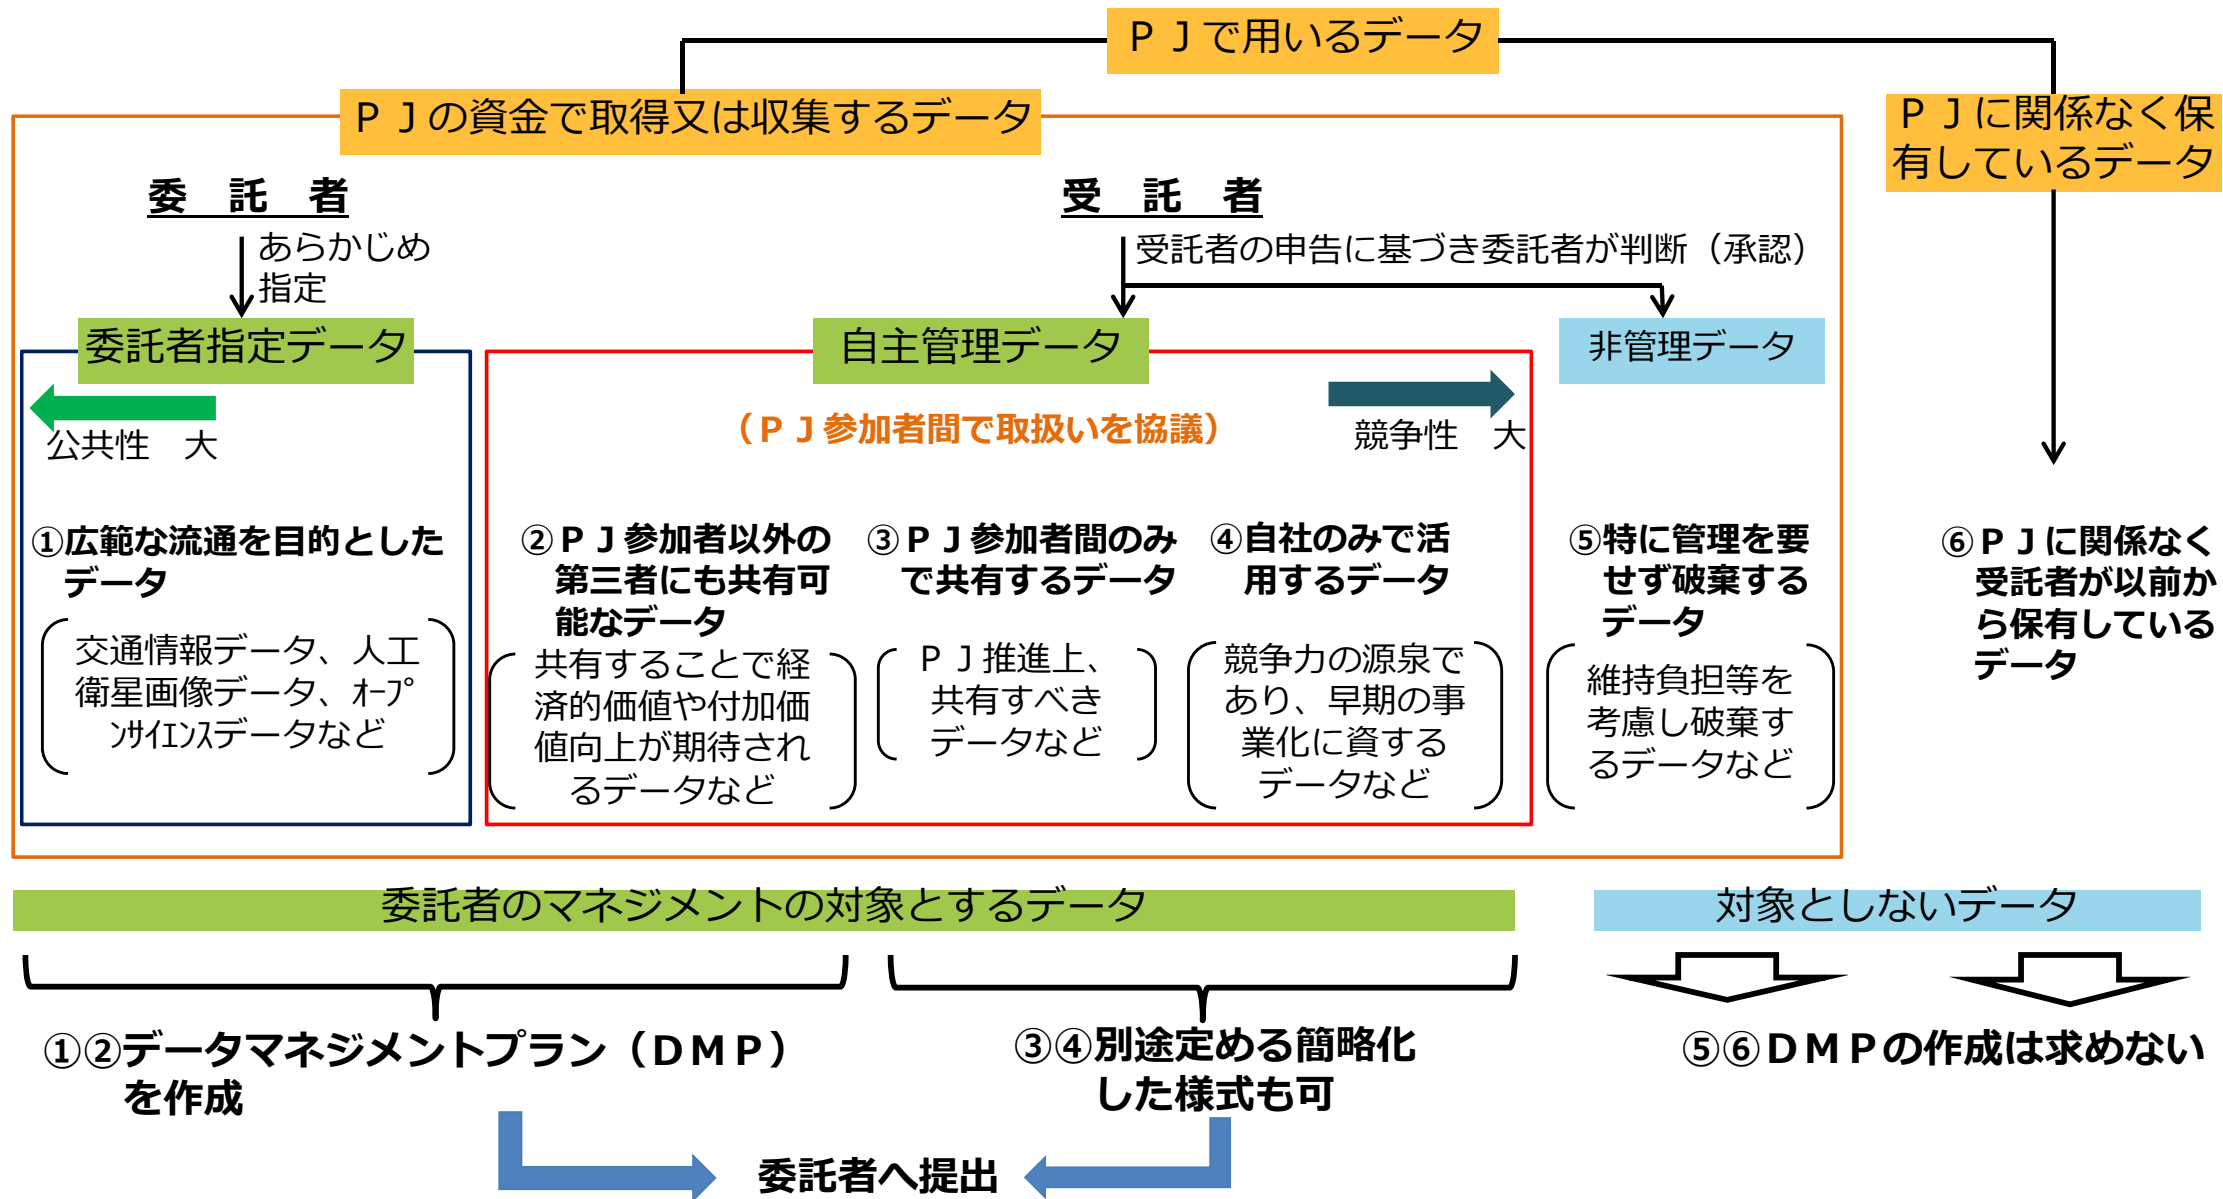 ＰＪで用いるデータ
ＰＪの資金で取得又は収集するデータ
ＰＪに関係なく保
有しているデータ
委　託　者
受　託　者
あらかじめ
指定
受託者の申告に基づき委託者が判断（承認）
委託者指定データ
自主管理データ
非管理データ
公共性　大
（ＰＪ参加者間で取扱いを協議）
競争性　大
①広範な流通を目的とした
データ
交通情報データ、人工
衛星画像データ、ｵｰﾌﾟ
ﾝｻｲｴﾝｽデータなど
②ＰＪ参加者以外の
第三者にも共有可
能なデータ
共有することで経
済的価値や付加価
値向上が期待され
るデータなど
③ＰＪ参加者間のみ
で共有するデータ
ＰＪ推進上、
共有すべき
データなど
④自社のみで活
用するデータ
競争力の源泉で
あり、早期の事
業化に資する
データなど
⑤特に管理を要
せず破棄する
データ
維持負担等を
考慮し破棄す
るデータなど
⑥ＰＪに関係なく
受託者が以前か
ら保有している
データ
委託者のマネジメントの対象とするデータ
対象としないデータ
①②データマネジメントプラン（ＤＭＰ）
を作成
③④別途定める簡略化
した様式も可
⑤⑥ＤＭＰの作成は求めない
委託者へ提出